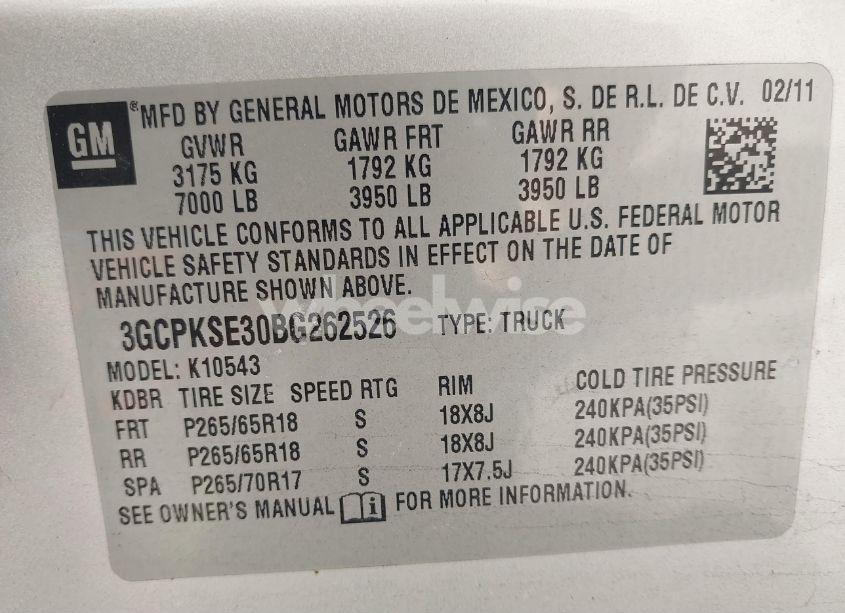 GM
®MFD BY GENERAL MOTORS DE MEXICO, S. DE R.L. DE C.V. 02/11
GVWR GAWR FRT GAWR RR
3175 KG 1792 KG 1792 KG
7000 LB 3950 LB 3950 LB
THIS VEHICLE CONFORMS TO ALL APPLICABLE U.S. FEDERAL MOTOR
VEHICLE SAFETY STANDARDS IN EFFECT ON THE DATE OF
MANUFACTURE SHOWN ABOVE.
wheelwise
3GCPKSE30BG262526 TYPE: TRUCK
MODEL: K10543
KDBR TIRE SIZE SPEED RTG RIM COLD TIRE PRESSURE
FRT P265/65R18 S 18X8J 240KPA(35PSI)
RR P265/65R18 S 18X8J 240KPA(35PSI)
SPA P265/70R17 S 17X7.5J 240KPA(35PSI)
SEE OWNER'S MANUAL i FOR MORE INFORMATION.